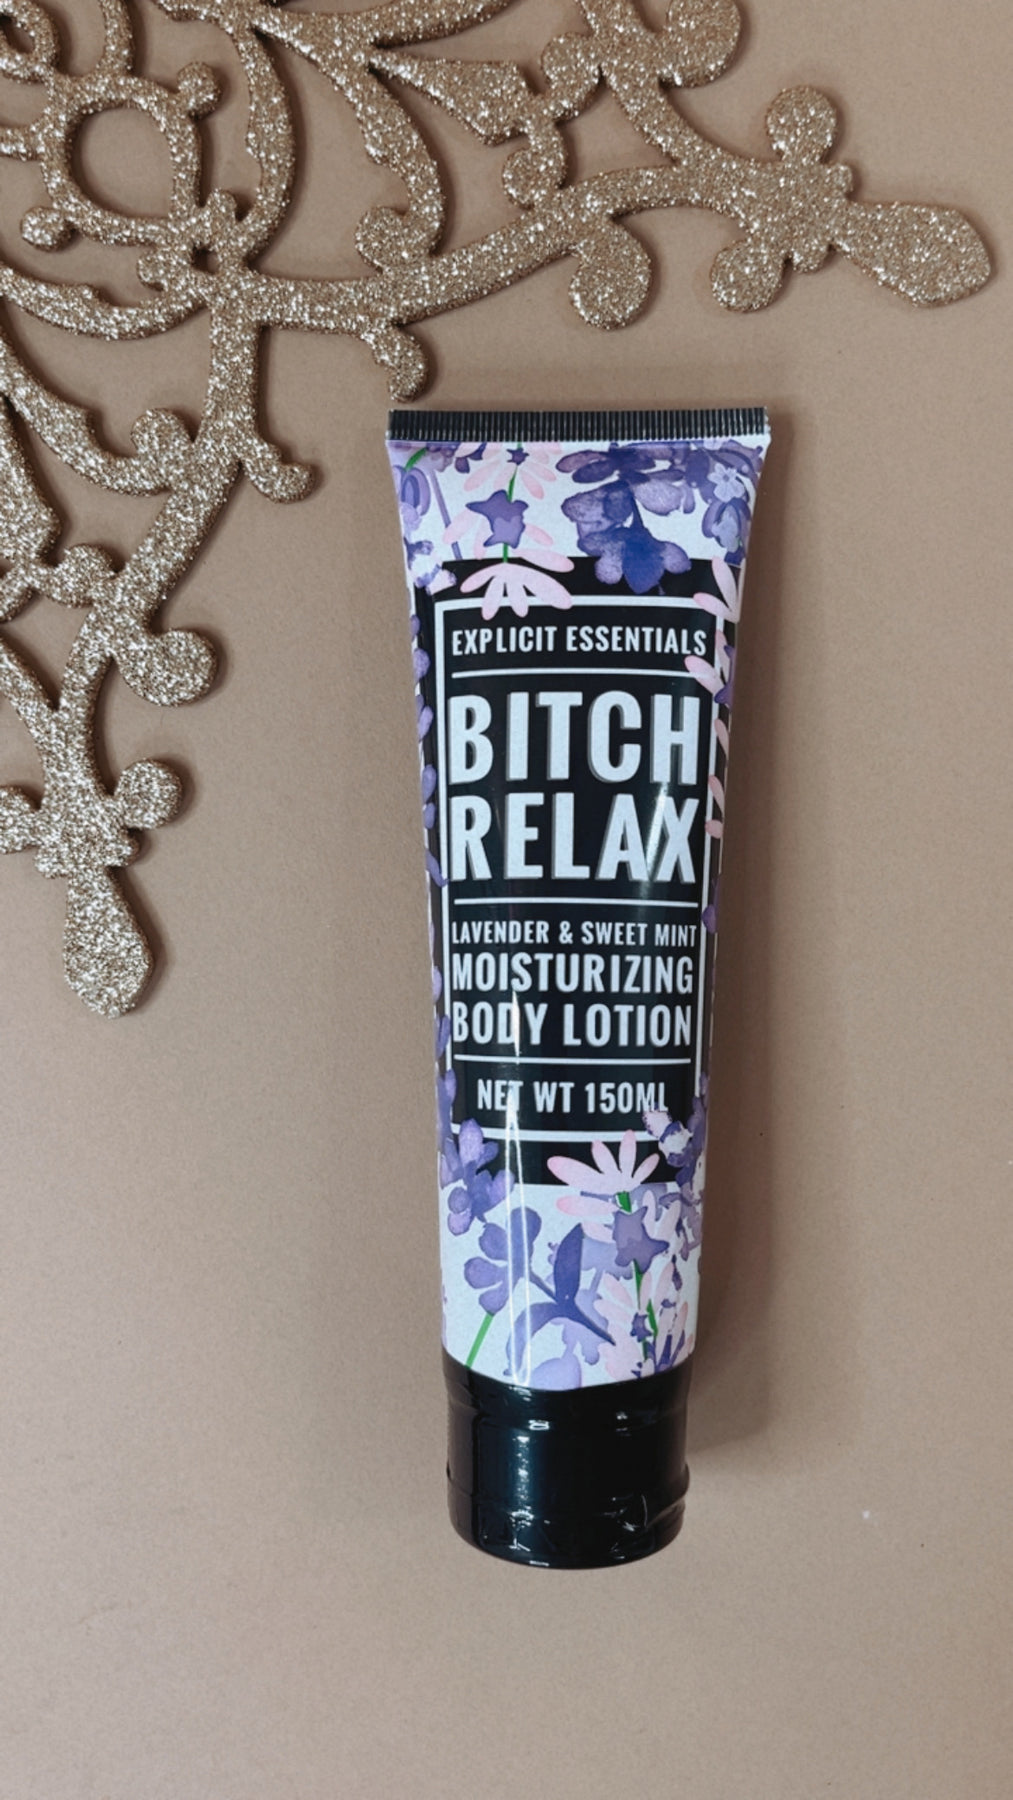 EXPLICIT ESSENTIALS
BITCH
RELAX
LAVENDER & SWEET MINT
MOISTURIZING
BODY LOTION
NET WT 150ML